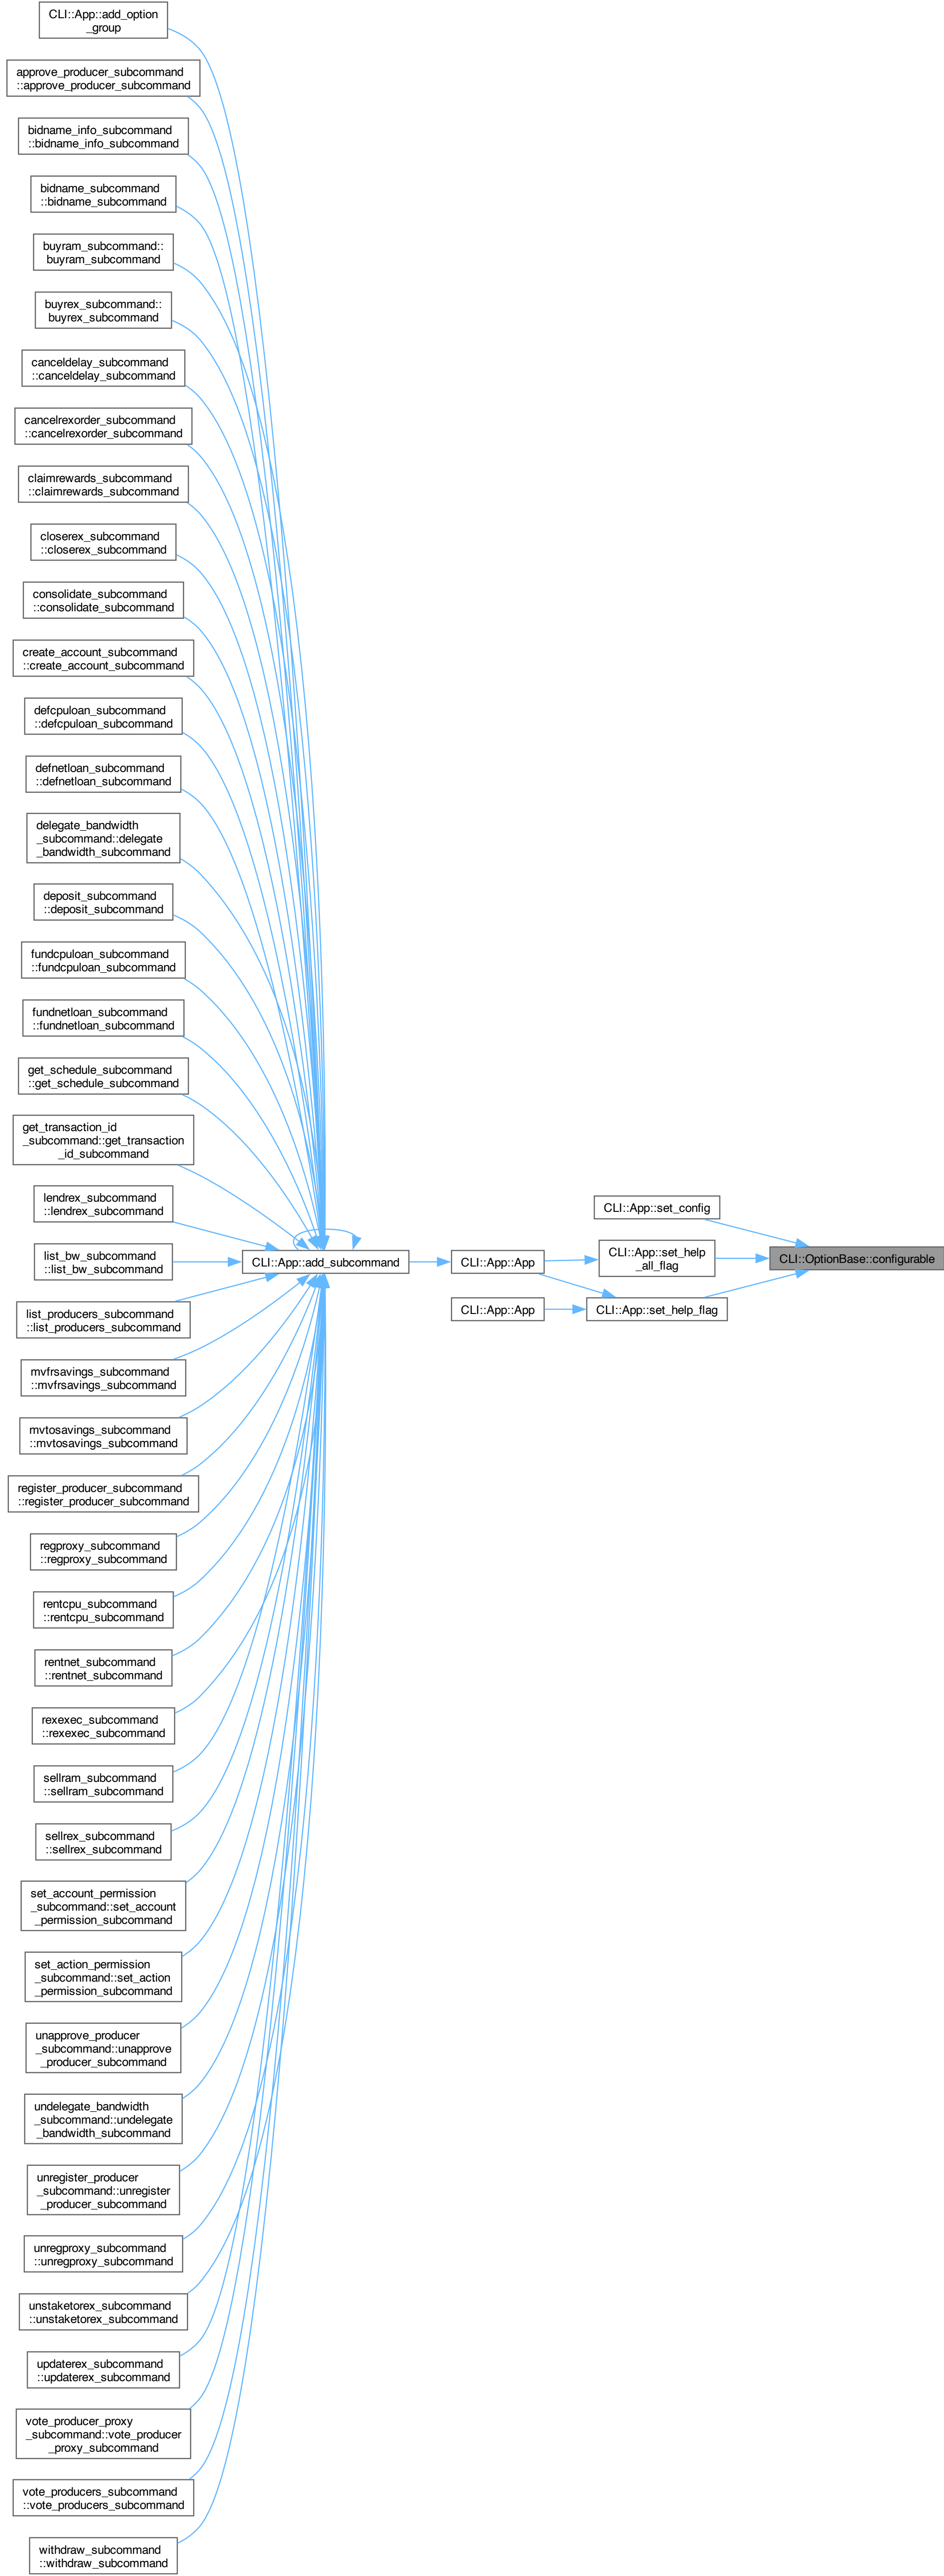 CLI::App::add_option
_group
approve_producer_subcommand
::approve_producer_subcommand
bidname_info_subcommand
::bidname_info_subcommand
bidname_subcommand
::bidname_subcommand
buyram_subcommand::
buyram_subcommand
buyrex_subcommand::
buyrex_subcommand
canceldelay_subcommand
::canceldelay_subcommand
cancelrexorder_subcommand
::cancelrexorder_subcommand
claimrewards_subcommand
::claimrewards_subcommand
closerex_subcommand
::closerex_subcommand
consolidate_subcommand
::consolidate_subcommand
create_account_subcommand
::create_account_subcommand
defcpuloan_subcommand
::defcpuloan_subcommand
defnetloan_subcommand
::defnetloan_subcommand
delegate_bandwidth
_subcommand::delegate
_bandwidth_subcommand
deposit_subcommand
::deposit_subcommand
fundcpuloan_subcommand
::fundcpuloan_subcommand
fundnetloan_subcommand
::fundnetloan_subcommand
get_schedule_subcommand
::get_schedule_subcommand
get_transaction_id
_subcommand::get_transaction
_id_subcommand
lendrex_subcommand
::lendrex_subcommand
list_bw_subcommand
::list_bw_subcommand
list_producers_subcommand
::list_producers_subcommand
mvfrsavings_subcommand
::mvfrsavings_subcommand
mvtosavings_subcommand
::mvtosavings_subcommand
register_producer_subcommand
::register_producer_subcommand
regproxy_subcommand
::regproxy_subcommand
rentcpu_subcommand
::rentcpu_subcommand
rentnet_subcommand
::rentnet_subcommand
rexexec_subcommand
::rexexec_subcommand
sellram_subcommand
::sellram_subcommand
sellrex_subcommand
::sellrex_subcommand
set_account_permission
_subcommand::set_account
_permission_subcommand
set_action_permission
_subcommand::set_action
_permission_subcommand
unapprove_producer
_subcommand::unapprove
_producer_subcommand
undelegate_bandwidth
_subcommand::undelegate
_bandwidth_subcommand
unregister_producer
_subcommand::unregister
_producer_subcommand
unregproxy_subcommand
::unregproxy_subcommand
unstaketorex_subcommand
::unstaketorex_subcommand
updaterex_subcommand
::updaterex_subcommand
vote_producer_proxy
_subcommand::vote_producer
_proxy_subcommand
vote_producers_subcommand
::vote_producers_subcommand
withdraw_subcommand
::withdraw_subcommand
CLI::App::add_subcommand
CLI::App::App
CLI::App::App
CLI::App::set_config
CLI::App::set_help
_all_flag
CLI::App::set_help_flag
CLI::OptionBase::configurable